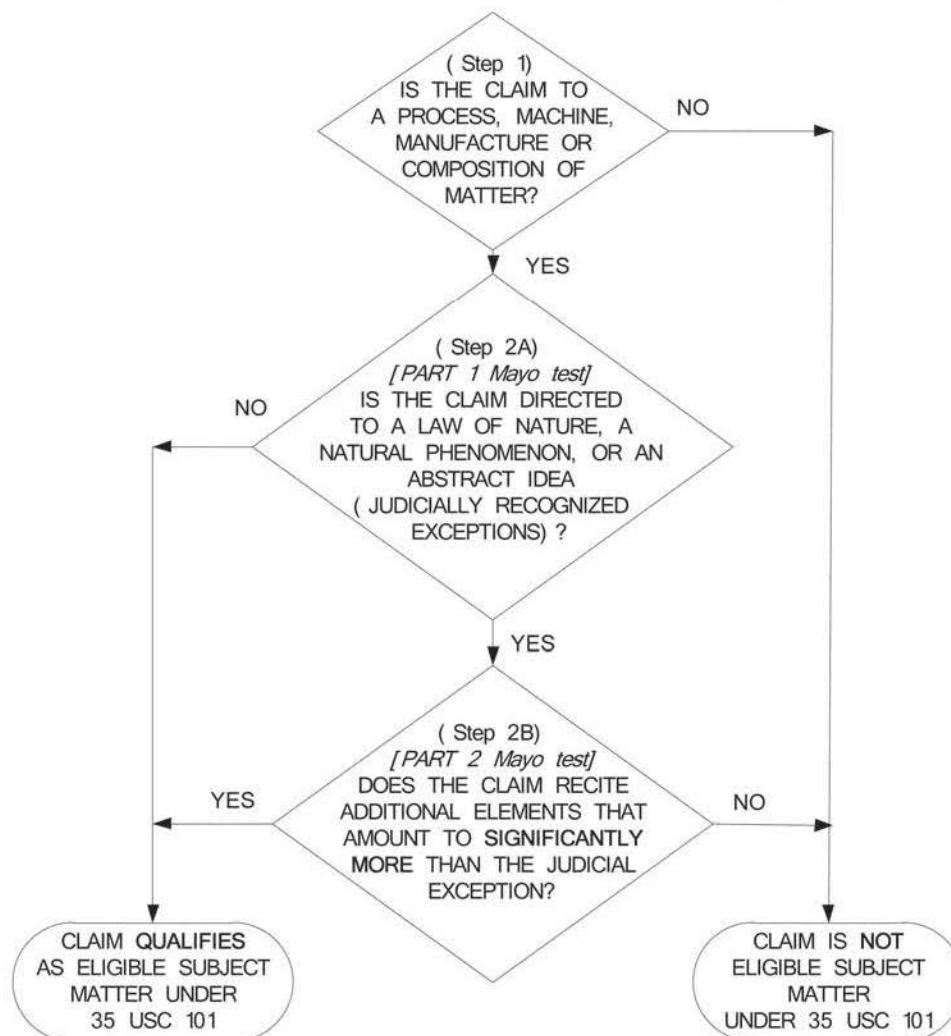 ( Step 1)
IS THE CLAIM TO
A PROCESS, MACHINE,
MANUFACTURE OR
COMPOSITION OF
MATTER?
NO
YES
( Step 2A)
[PART 1 Mayo test]
IS THE CLAIM DIRECTED
TO A LAW OF NATURE, A
NATURAL PHENOMENON, OR AN
ABSTRACT IDEA
( JUDICIALLY RECOGNIZED
EXCEPTIONS) ?
NO
YES
( Step 2B)
[PART 2 Mayo test]
DOES THE CLAIM RECITE
ADDITIONAL ELEMENTS THAT
AMOUNT TO SIGNIFICANTLY
MORE THAN THE JUDICIAL
EXCEPTION?
YES
NO
CLAIM QUALIFIES
AS ELIGIBLE SUBJECT
MATTER UNDER
35 USC 101
CLAIM IS NOT
ELIGIBLE SUBJECT
MATTER
UNDER 35 USC 101